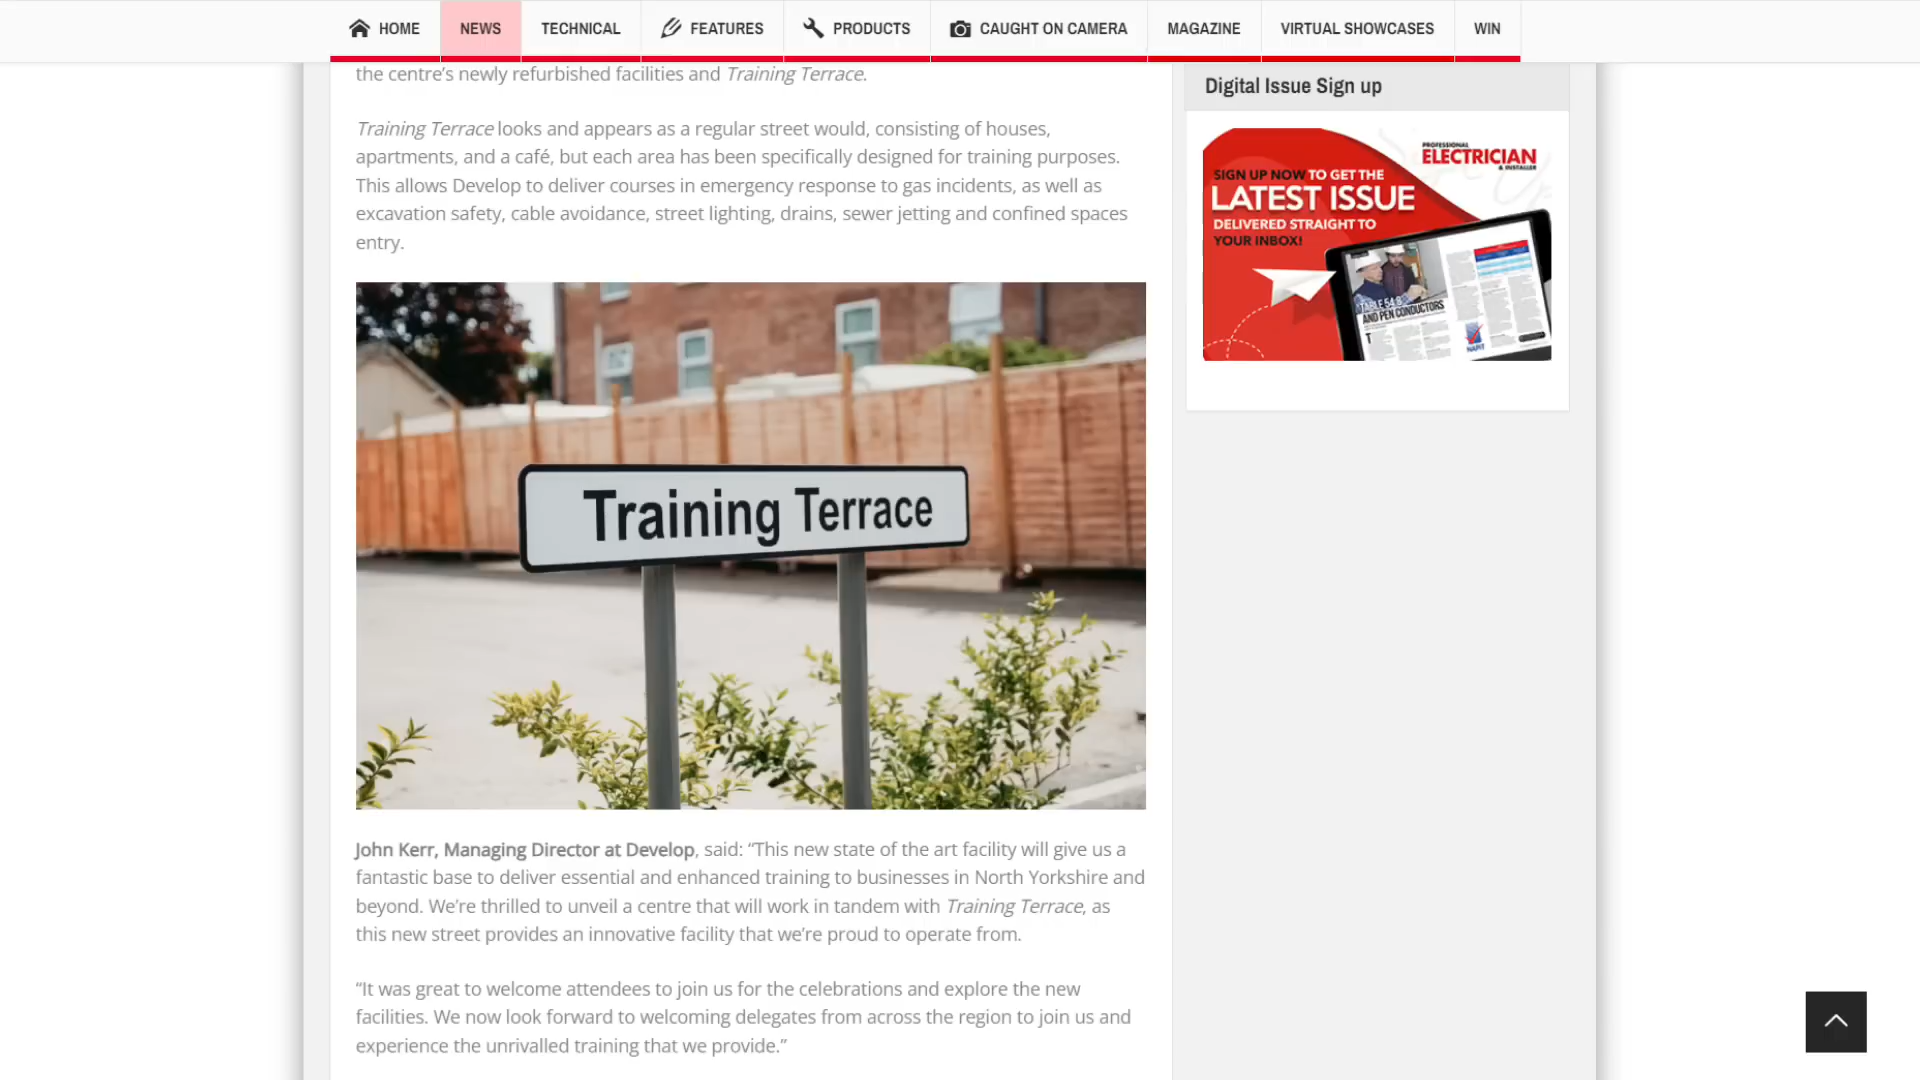 HOME NEWS TECHNICAL FEATURES PRODUCTS CAUGHT ON CAMERA MAGAZINE VIRTUAL SHOWCASES WIN
the centre’s newly refurbished facilities and Training Terrace.
Training Terrace looks and appears as a regular street would, consisting of houses,
apartments, and a café, but each area has been specifically designed for training purposes.
This allows Develop to deliver courses in emergency response to gas incidents, as well as
excavation safety, cable avoidance, street lighting, drains, sewer jetting and confined spaces
entry.
Training Terrace
John Kerr, Managing Director at Develop, said: “This new state of the art facility will give us a
fantastic base to deliver essential and enhanced training to businesses in North Yorkshire and
beyond. We’re thrilled to unveil a centre that will work in tandem with Training Terrace, as
this new street provides an innovative facility that we’re proud to operate from.
“It was great to welcome attendees to join us for the celebrations and explore the new
facilities. We now look forward to welcoming delegates from across the region to join us and
experience the unrivalled training that we provide.”
Digital Issue Sign up
PROFESSIONAL
ELECTRICIAN
& INSTALLER
SIGN UP NOW TO GET THE
LATEST ISSUE
DELIVERED STRAIGHT TO
YOUR INBOX!
TABLE 54.8
AND PEN CONDUCTORS
NAPIT